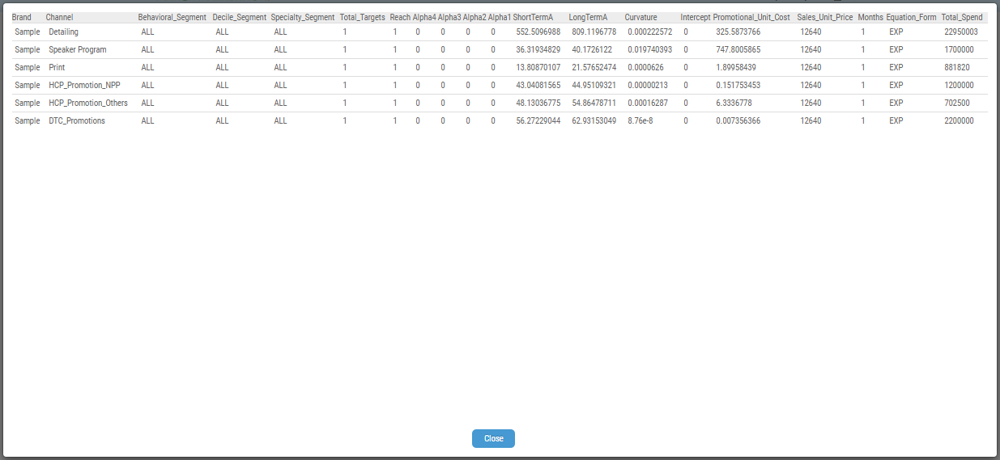 Brand Channel Behavioral_Segment Decile_Segment Specialty_Segment Total_Targets Reach Alpha4 Alpha3 Alpha2 Alpha1 ShortTermA LongTermA Curvature Intercept Promotional_Unit_Cost Sales_Unit_Price Months Equation_Form Total_Spend
Sample Detailing ALL ALL ALL 1 1 0 0 0 0 552.5096988 809.1196778 0.000222572 0 325.5873766 12640 1 EXP 22950003
Sample Speaker Program ALL ALL ALL 1 1 0 0 0 0 36.31934829 40.1726122 0.019740393 0 747.8005865 12640 1 EXP 1700000
Sample Print ALL ALL ALL 1 1 0 0 0 0 13.80870107 21.57652474 0.0000626 0 1.89958439 12640 1 EXP 881820
Sample HCP_Promotion_NPP ALL ALL ALL 1 1 0 0 0 0 43.04081565 44.95109321 0.00000213 0 0.151753453 12640 1 EXP 1200000
Sample HCP_Promotion_Others ALL ALL ALL 1 1 0 0 0 0 48.13036775 54.86478711 0.00016287 0 6.3336778 12640 1 EXP 702500
Sample DTC_Promotions ALL ALL ALL 1 1 0 0 0 0 56.27229044 62.93153049 8.76e-8 0 0.007356366 12640 1 EXP 2200000
Close